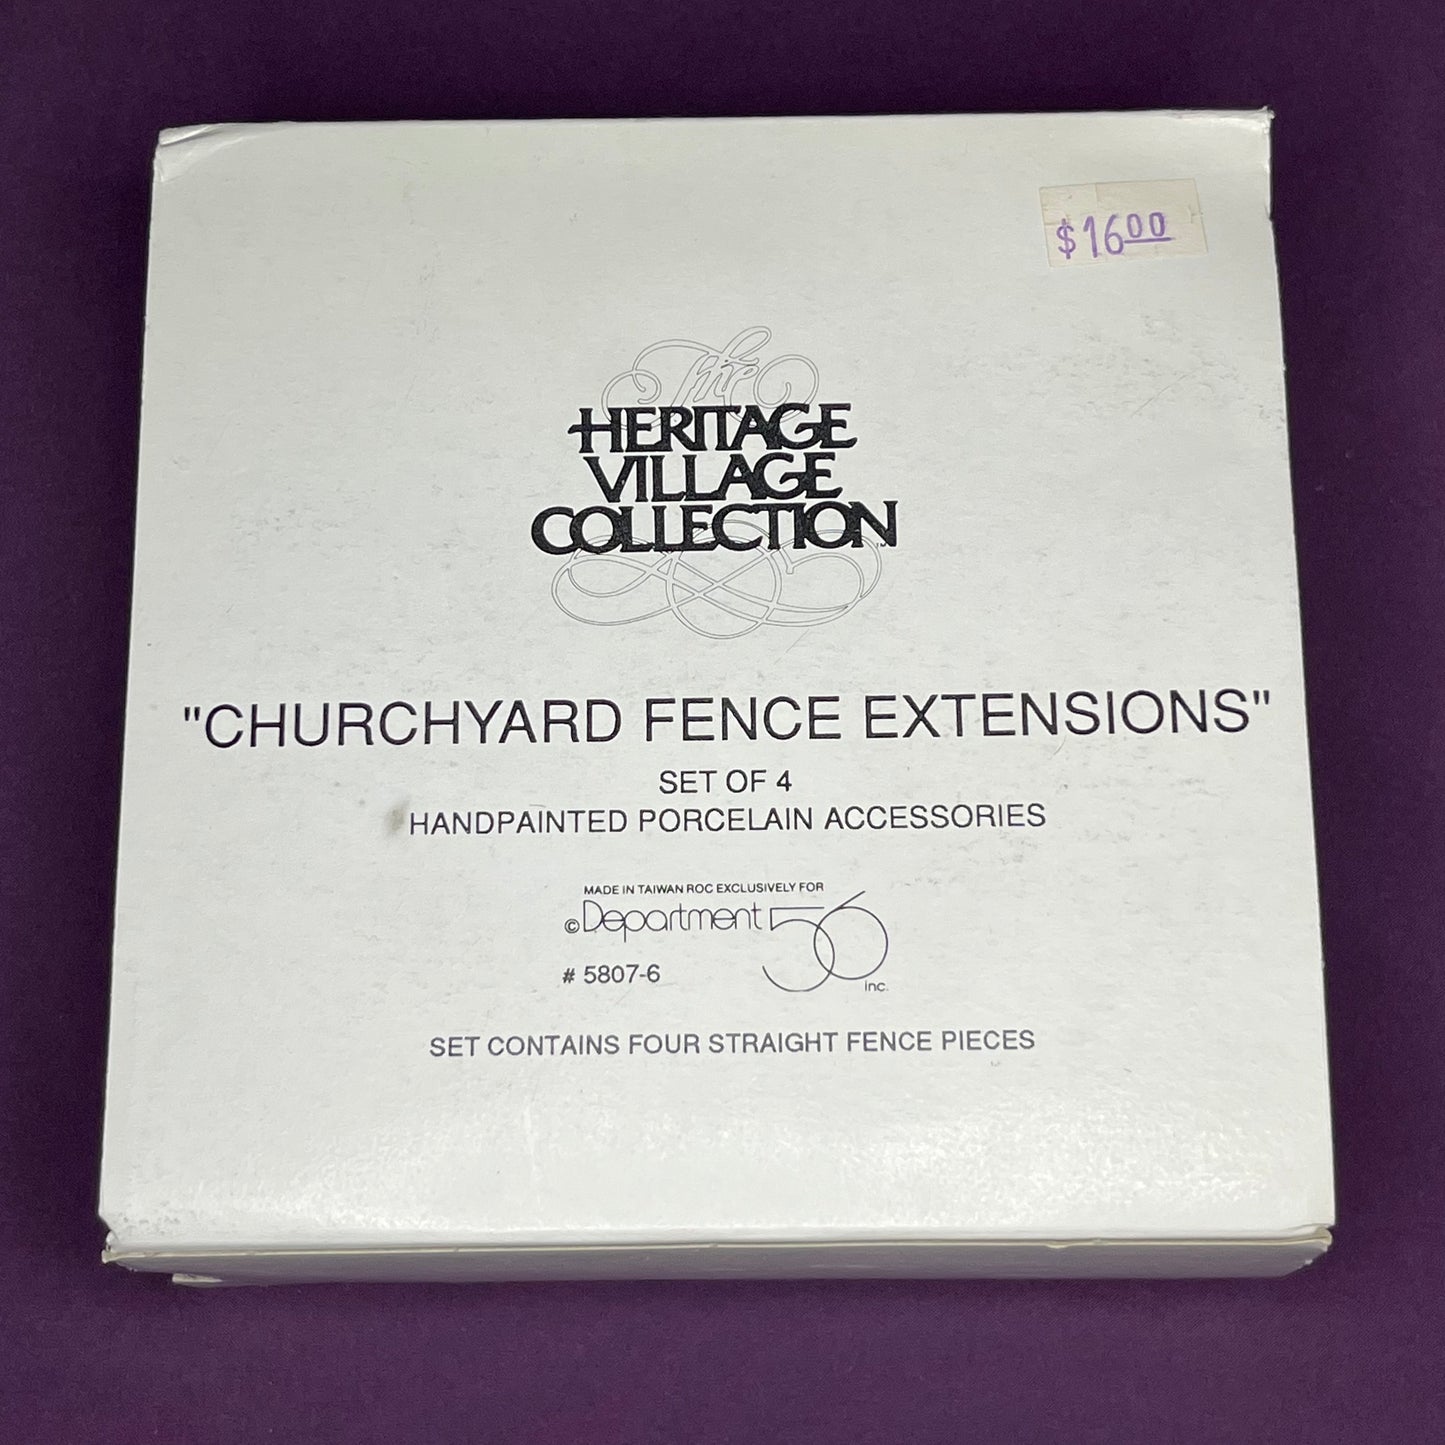 $16.00
The
HERITAGE
VILLAGE
COLLECTION™
"CHURCHYARD FENCE EXTENSIONS"
SET OF 4
HANDPAINTED PORCELAIN ACCESSORIES
MADE IN TAIWAN ROC EXCLUSIVELY FOR
©Department 56 inc.
# 5807-6
SET CONTAINS FOUR STRAIGHT FENCE PIECES